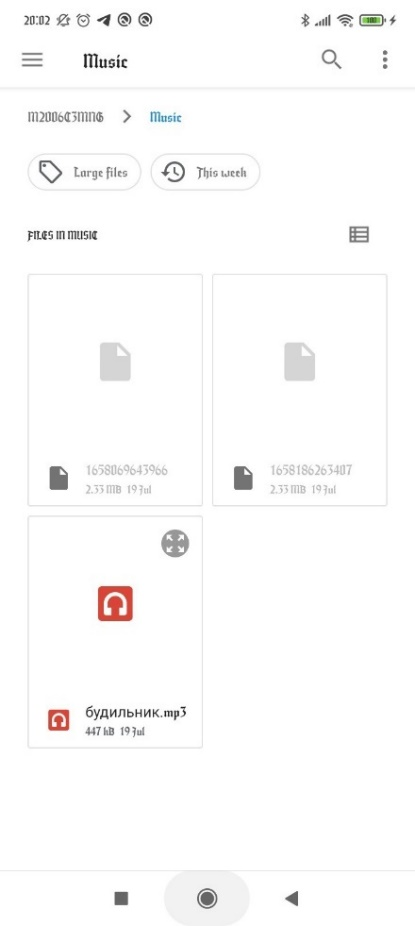 20:02
Music
M2006C3MNG > Music
Large files
This week
FILES IN MUSIC
1658069643966
2.33 MB 19 Jul
1658186263407
2.33 MB 19 Jul
будильник.mp3
447 kB 19 Jul